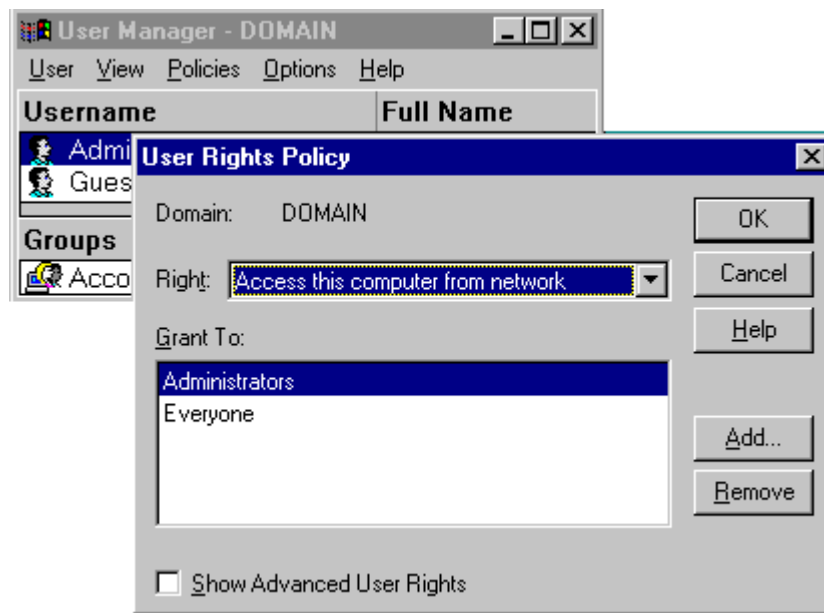 User Manager - DOMAIN
User View Policies Options Help
Username Full Name
Admi
Gues
Groups
Acco
User Rights Policy
Domain: DOMAIN
Right: Access this computer from network
Grant To:
Administrators
Everyone
OK
Cancel
Help
Add...
Remove
Show Advanced User Rights